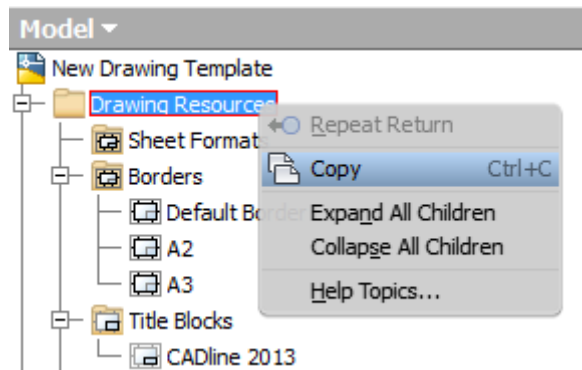 Model
New Drawing Template
Drawing Resources
Repeat Return
Sheet Formats
Copy Ctrl+C
Borders
Default Border
Expand All Children
A2
Collapse All Children
A3
Help Topics...
Title Blocks
CADline 2013